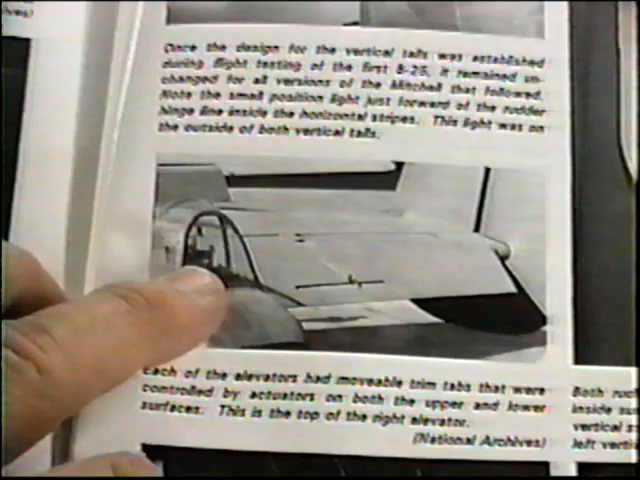 Once the design for the vertical tails was established
during flight testing of the first B-25, it remained un-
changed for all versions of the Mitchell that followed.
Note the small position light just forward of the rudder
hinge line inside the horizontal stripes. This light was on
the outside of both vertical tails.
Each of the elevators had moveable trim tabs that were
controlled by actuators on both the upper and lower
surfaces. This is the top of the right elevator.
(National Archives)
Both
inside
vertical
left